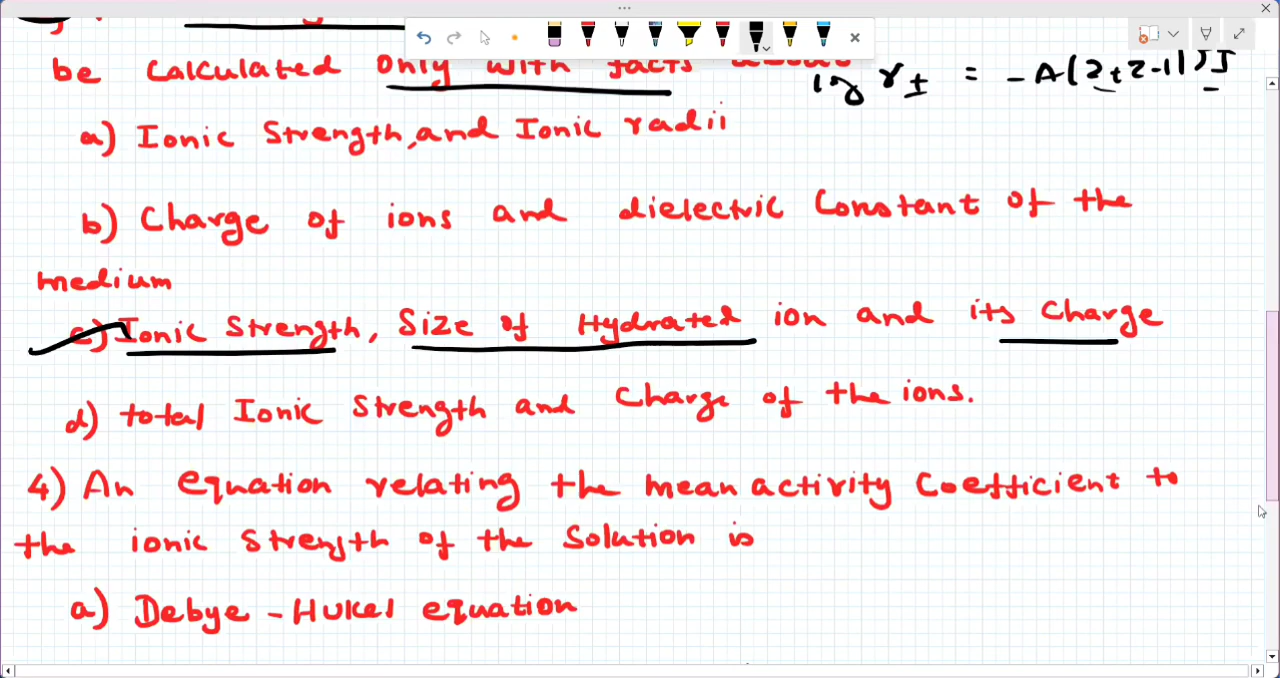 be calculated only with facts
log γ± = -A(Z+Z-1))√I
a) Ionic Strength, and Ionic radii
b) Charge of ions and dielectric Constant of the
medium
c) Ionic Strength, Size of Hydrated ion and its Charge
d) total Ionic Strength and Charge of the ions.
4) An equation relating the mean activity Coefficient to
the ionic Strength of the Solution is
a) Debye - Hukel equation